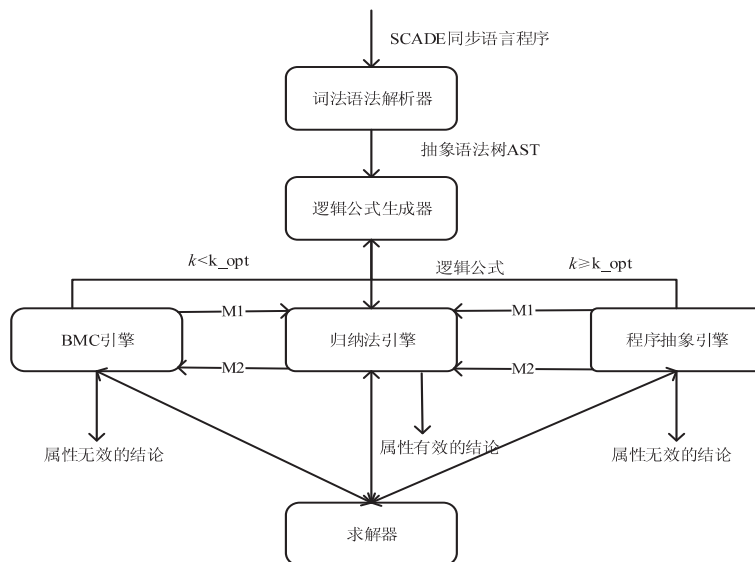 SCADE同步语言程序
词法语法解析器
抽象语法树AST
逻辑公式生成器
k<k_opt
逻辑公式
k≥k_opt
M1
M1
BMC引擎
归纳法引擎
程序抽象引擎
M2
M2
属性无效的结论
属性有效的结论
属性无效的结论
求解器